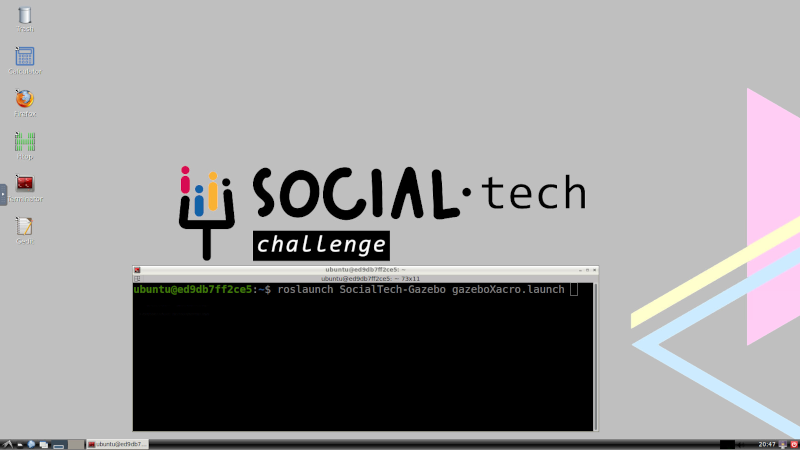 Trash
Calculator
Firefox
Htop
Terminator
Gedit
SOCIAL·tech
challenge
ubuntu@ed9db7ff2ce5: ~
ubuntu@ed9db7ff2ce5: ~ 73x11
ubuntu@ed9db7ff2ce5:~$ roslaunch SocialTech-Gazebo gazeboXacro.launch
ubuntu@ed9db7...
20:47